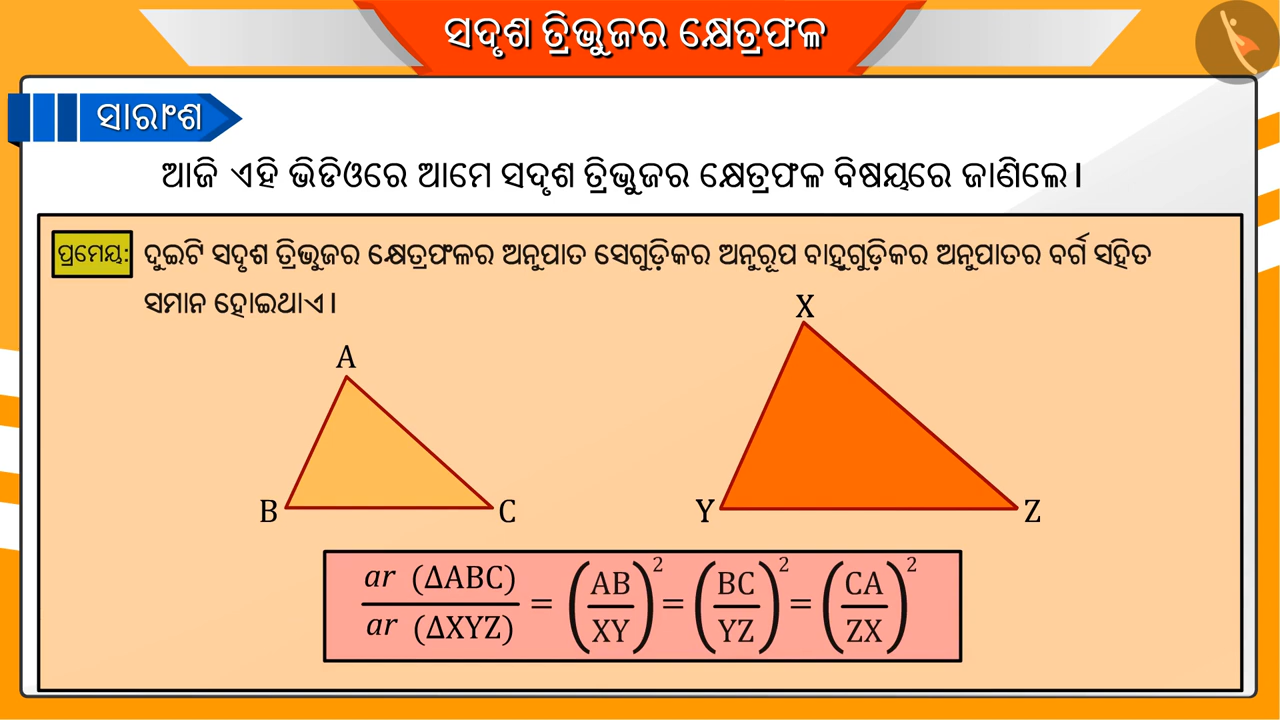 ସଦୃଶ ତ୍ରିଭୁଜର କ୍ଷେତ୍ରଫଳ
ସାରାଂଶ
ଆଜି ଏହି ଭିଡିଓରେ ଆମେ ସଦୃଶ ତ୍ରିଭୁଜର କ୍ଷେତ୍ରଫଳ ବିଷୟରେ ଜାଣିଲେ।
ପ୍ରମେୟ: ଦୁଇଟି ସଦୃଶ ତ୍ରିଭୁଜର କ୍ଷେତ୍ରଫଳର ଅନୁପାତ ସେଗୁଡ଼ିକର ଅନୁରୂପ ବାହୁଗୁଡ଼ିକର ଅନୁପାତର ବର୍ଗ ସହିତ
ସମାନ ହୋଇଥାଏ।
X
A
B C Y Z
ar (ΔABC) / ar (ΔXYZ) = (AB/XY)² = (BC/YZ)² = (CA/ZX)²